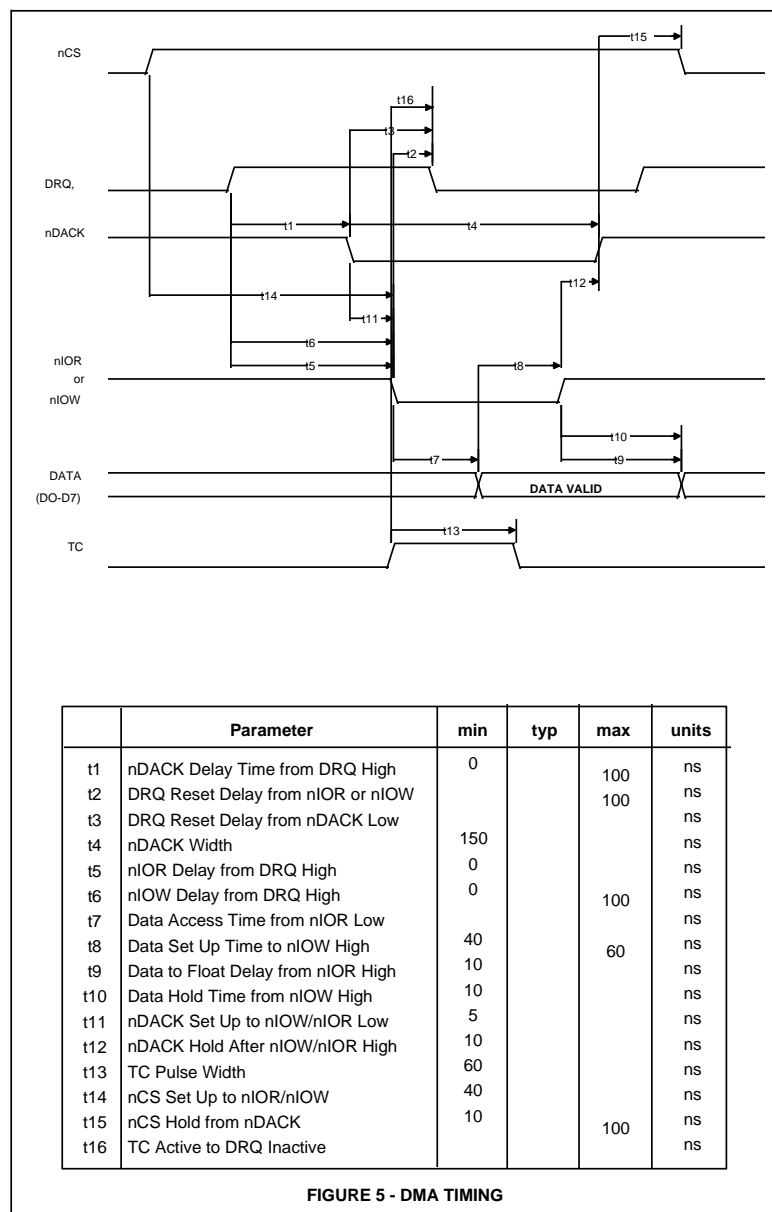 t15
nCS
t16
t3
t2
DRQ,
t1
t4
nDACK
t12
t14
t11
t6
nIOR
t8
t5
or
nIOW
t10
t7
t9
DATA
DATA VALID
(DO-D7)
t13
TC
Parameter min typ max units
t1 nDACK Delay Time from DRQ High 0 ns
t2 DRQ Reset Delay from nIOR or nIOW 100 ns
t3 DRQ Reset Delay from nDACK Low 100 ns
t4 nDACK Width 150 ns
t5 nIOR Delay from DRQ High 0 ns
t6 nIOW Delay from DRQ High 0 ns
t7 Data Access Time from nIOR Low 100 ns
t8 Data Set Up Time to nIOW High 40 ns
t9 Data to Float Delay from nIOR High 10 60 ns
t10 Data Hold Time from nIOW High 10 ns
t11 nDACK Set Up to nIOW/nIOR Low 5 ns
t12 nDACK Hold After nIOW/nIOR High 10 ns
t13 TC Pulse Width 60 ns
t14 nCS Set Up to nIOR/nIOW 40 ns
t15 nCS Hold from nDACK 10 ns
t16 TC Active to DRQ Inactive 100 ns
FIGURE 5 - DMA TIMING